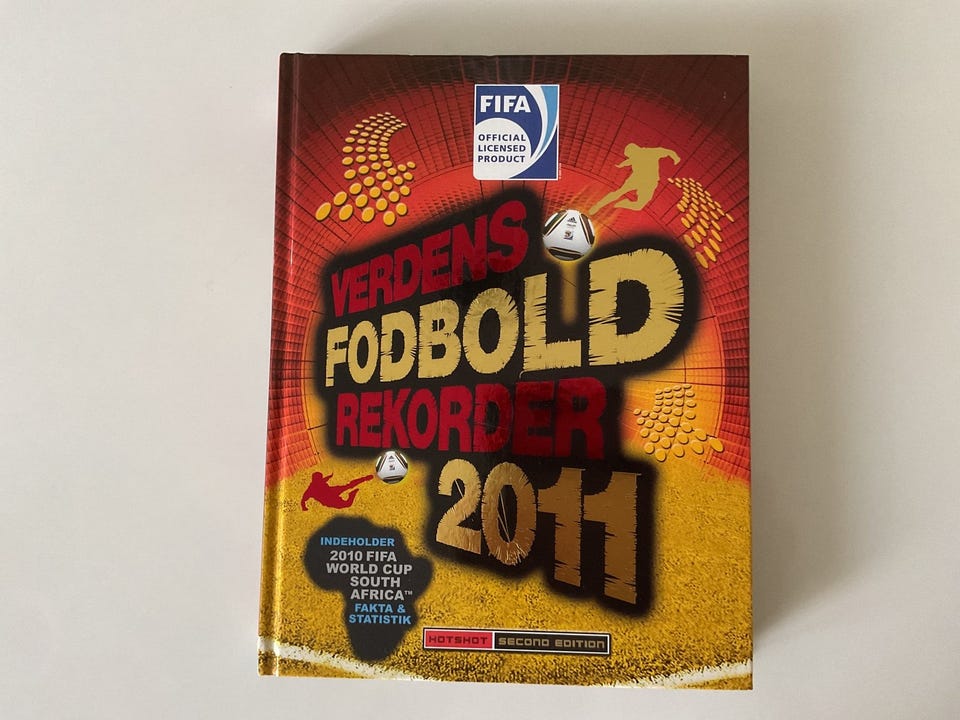 FIFA
OFFICIAL
LICENSED
PRODUCT
VERDENS
FODBOLD
REKORDER
2011
INDEHOLDER
2010 FIFA
WORLD CUP
SOUTH
AFRICA™
FAKTA &
STATISTIK
HOTSHOT SECOND EDITION